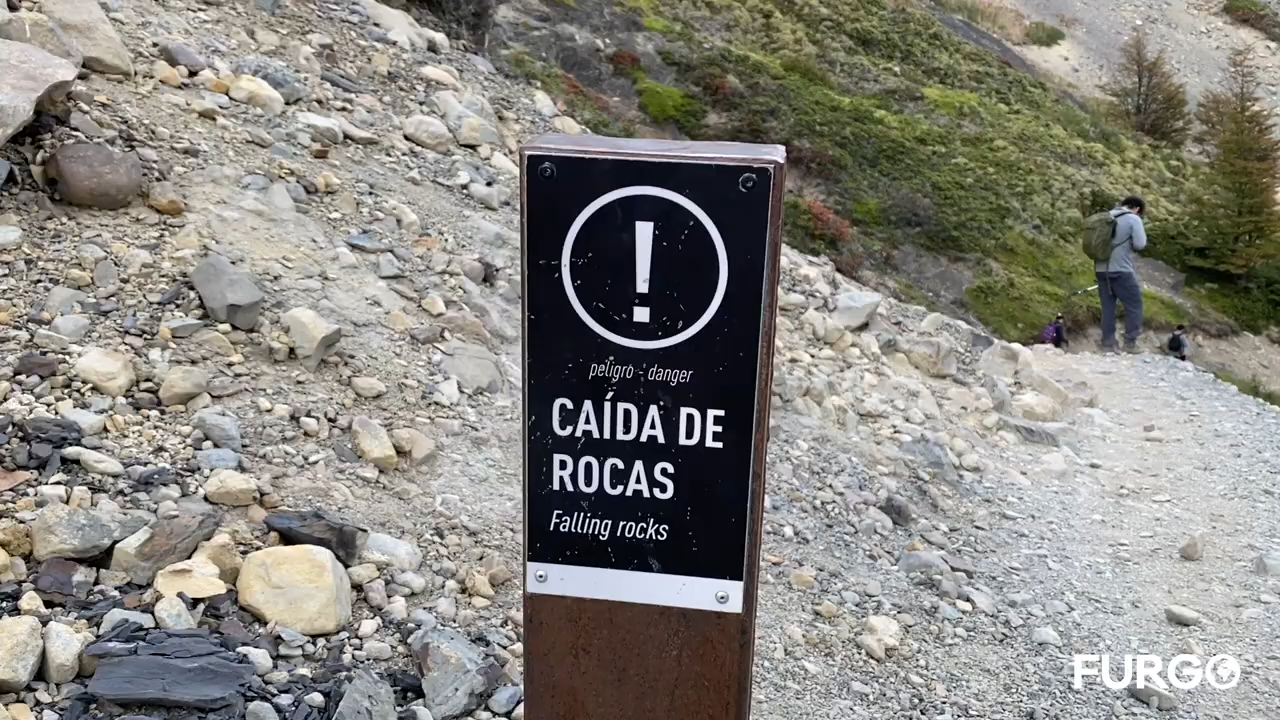 !
peligro - danger
CAÍDA DE
ROCAS
Falling rocks
FURGO